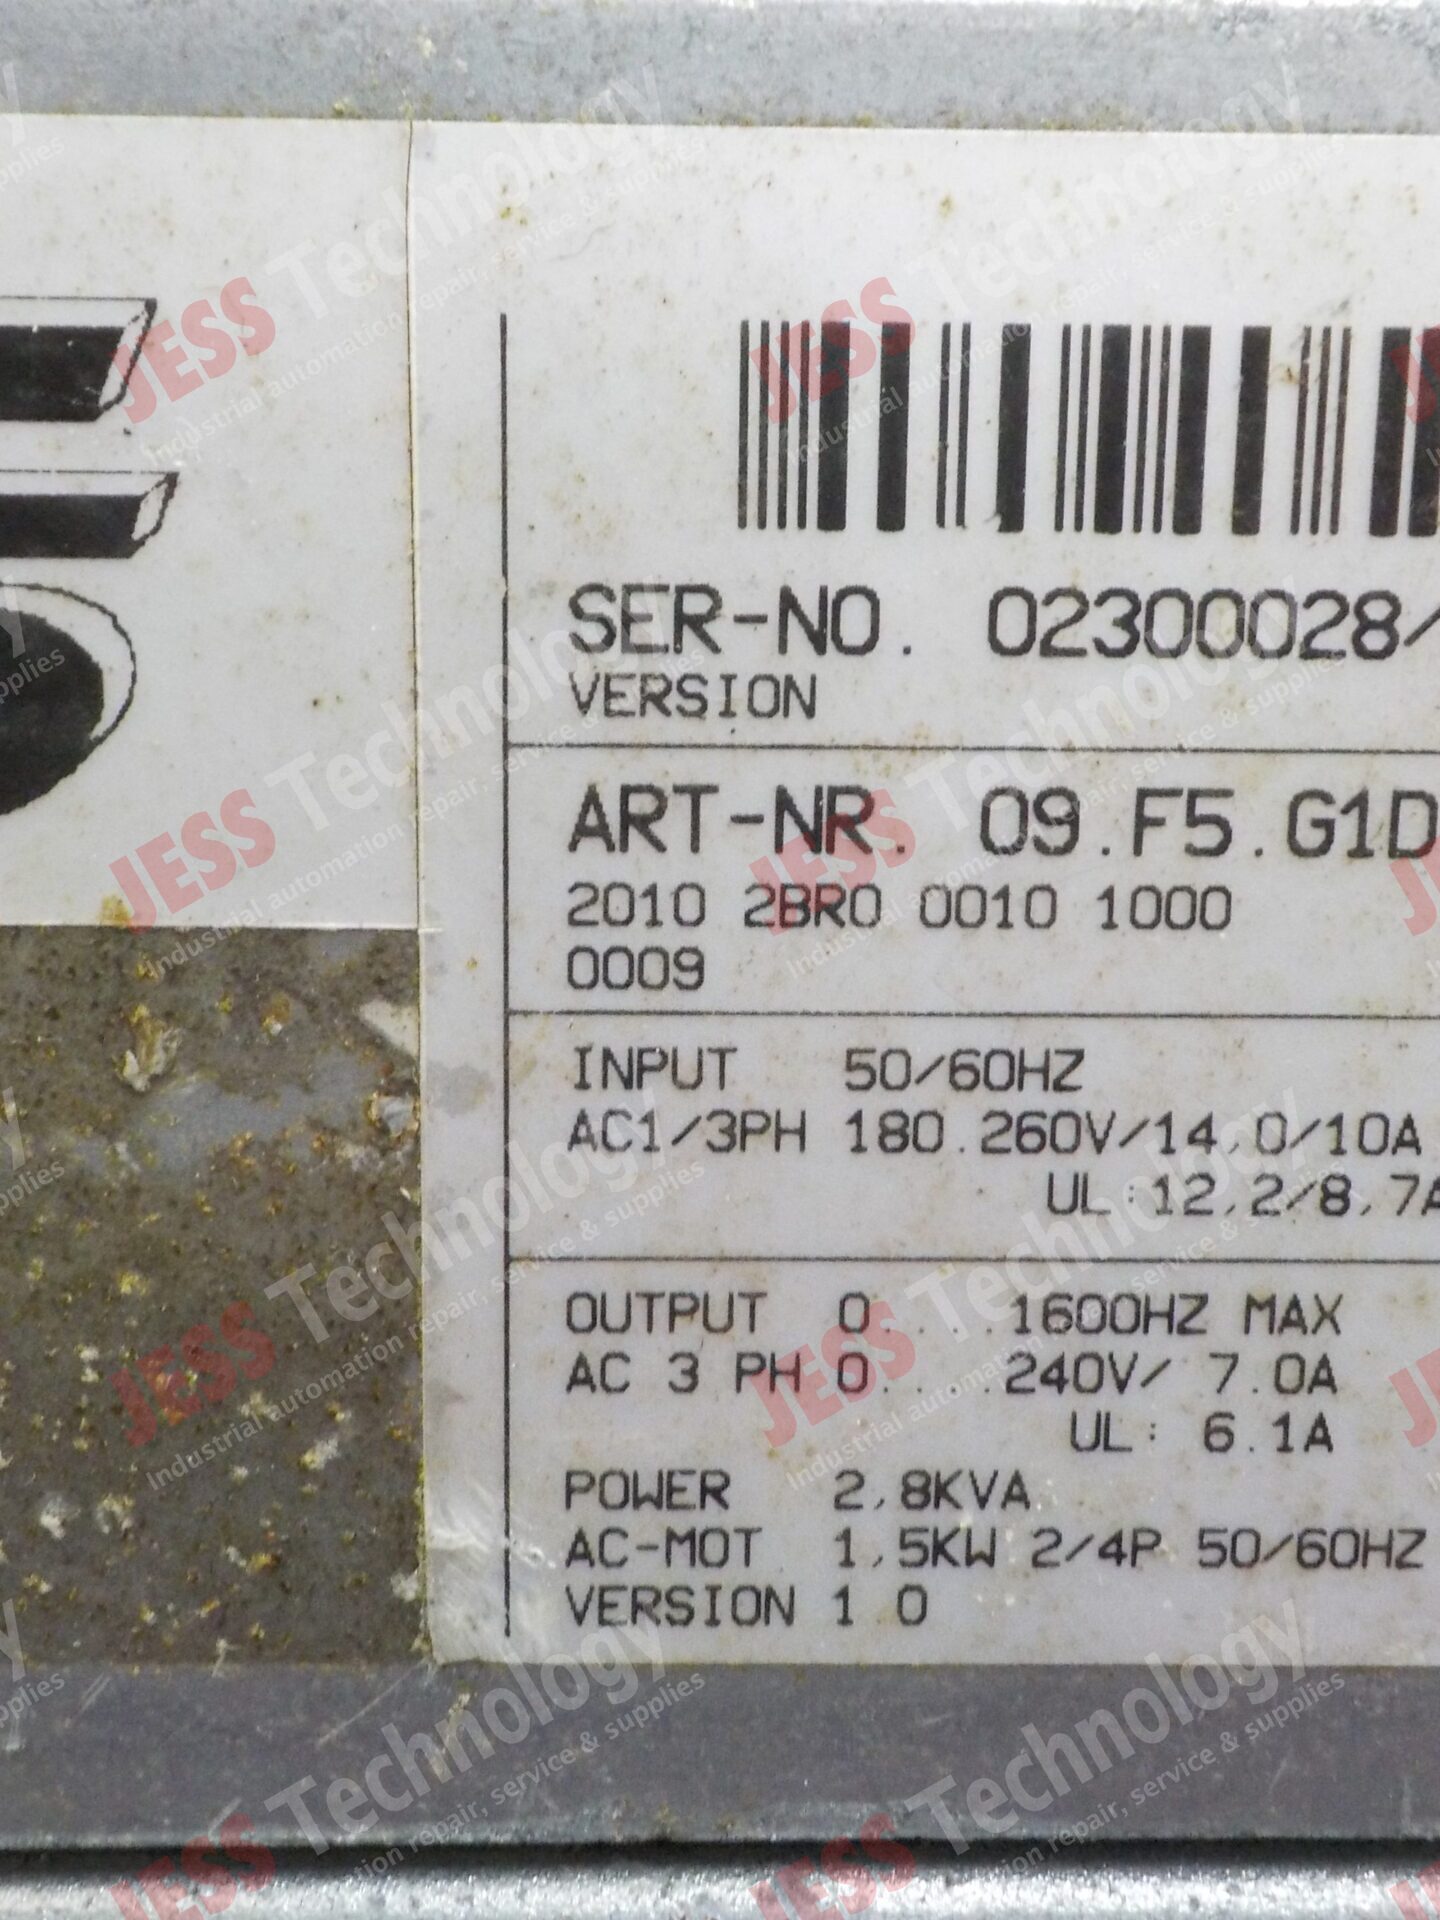 SER-NO. 02300028/
VERSION
ART-NR. 09.F5.G1D
2010 2BR0 0010 1000
0009
INPUT 50/60HZ
AC1/3PH 180.260V/14,0/10A
UL:12,2/8,7A
OUTPUT 0....1600HZ MAX
AC 3 PH 0....240V/ 7.0A
UL: 6.1A
POWER 2,8KVA
AC-MOT 1,5KW 2/4P 50/60HZ
VERSION 1 0
JESS Technology
Industrial automation repair, service & supplies